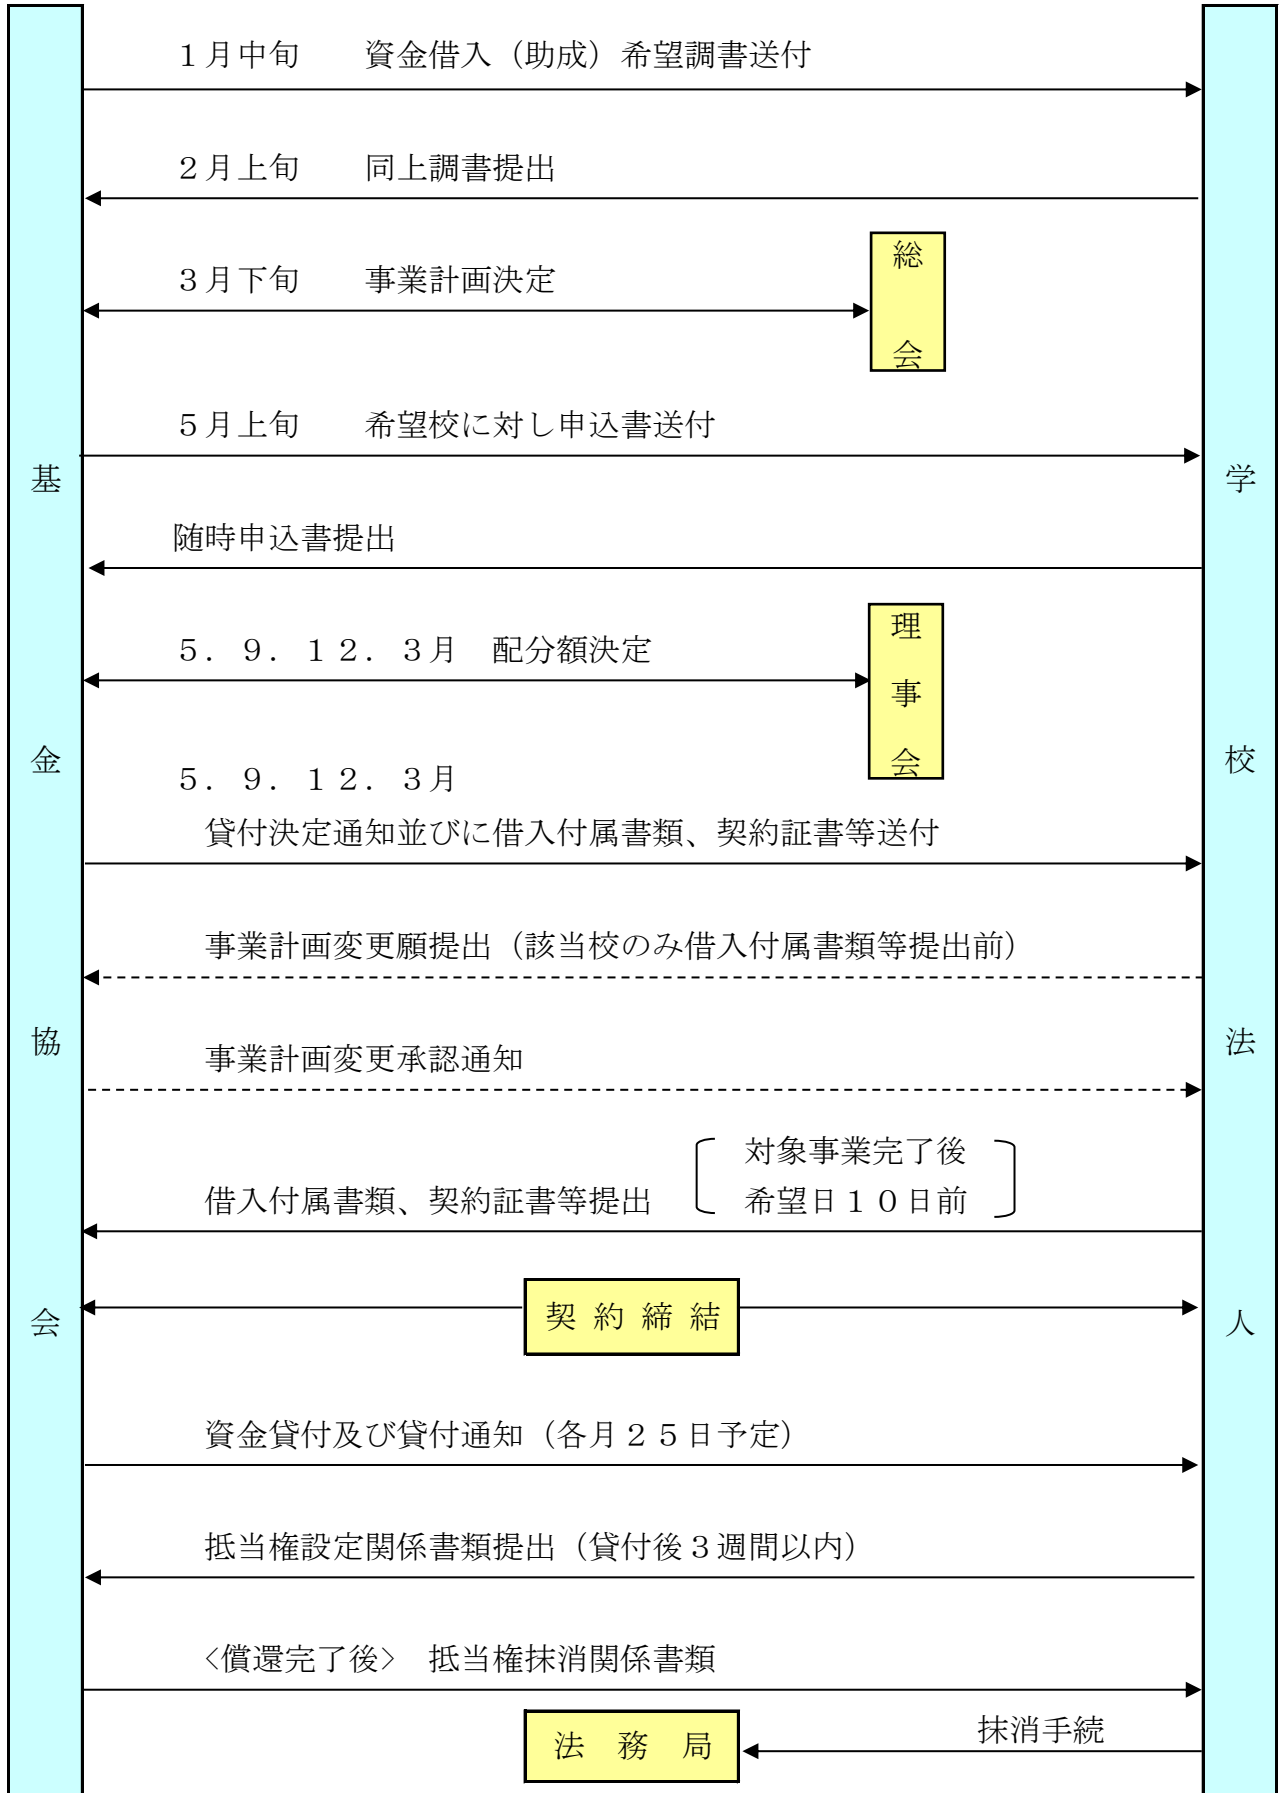 １月中旬　　資金借入（助成）希望調書送付
２月上旬　　同上調書提出
３月下旬　　事業計画決定
総会
５月上旬　　希望校に対し申込書送付
随時申込書提出
５．９．１２．３月　配分額決定
理事会
５．９．１２．３月
貸付決定通知並びに借入付属書類、契約証書等送付
事業計画変更願提出（該当校のみ借入付属書類等提出前）
事業計画変更承認通知
対象事業完了後
借入付属書類、契約証書等提出　希望日１０日前
契約締結
資金貸付及び貸付通知（各月２５日予定）
抵当権設定関係書類提出（貸付後３週間以内）
<償還完了後>　抵当権抹消関係書類
抹消手続
法　務　局
基金協会
学校法人